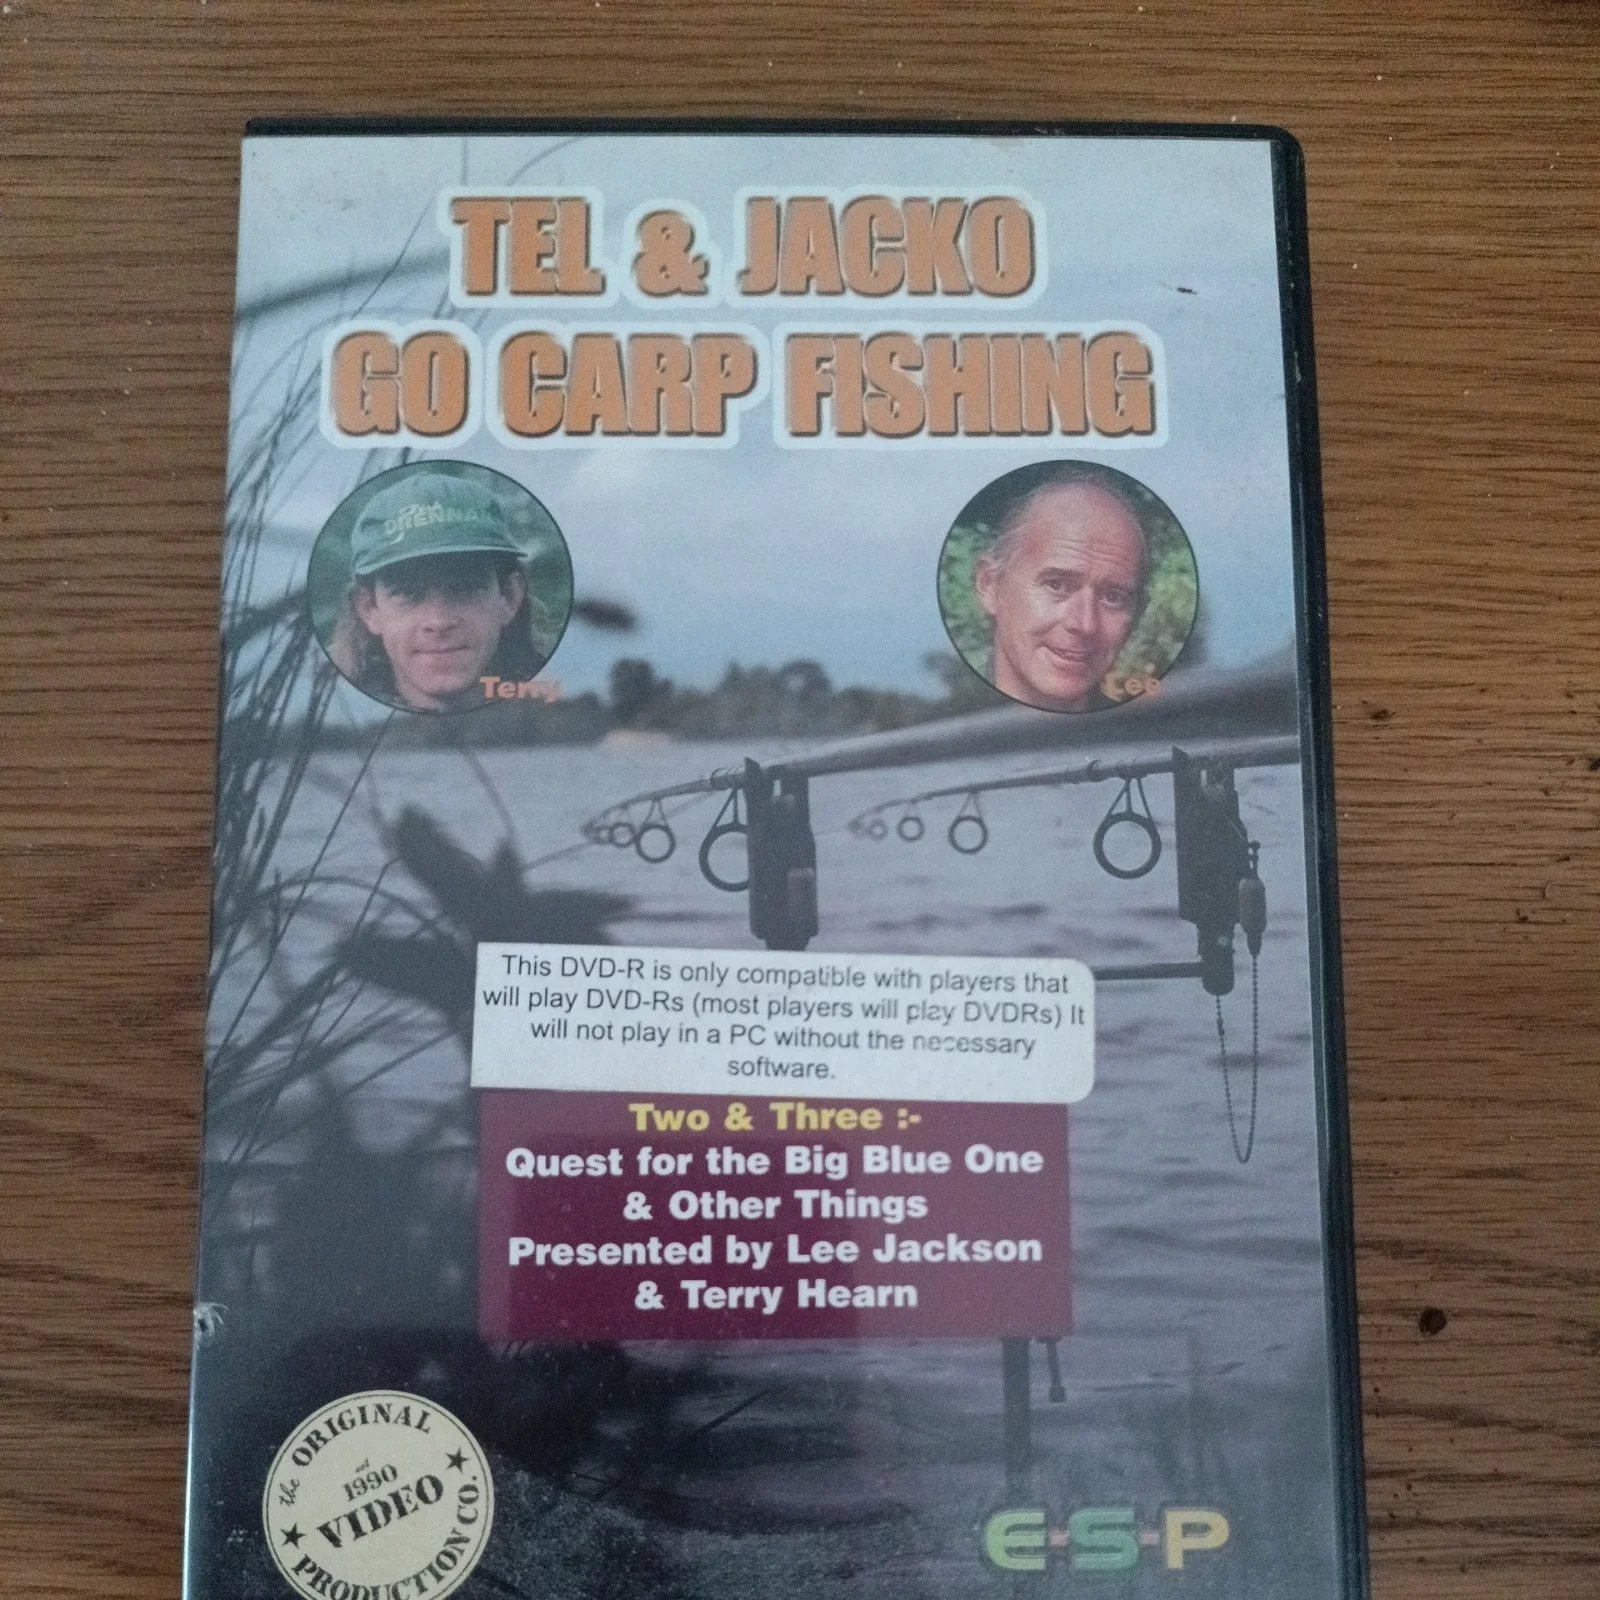 TEL & JACKO
GO CARP FISHING
DRENNAN
Terry
Lee
This DVD-R is only compatible with players that
will play DVD-Rs (most players will play DVDRs) It
will not play in a PC without the necessary
software.
Two & Three :-
Quest for the Big Blue One
& Other Things
Presented by Lee Jackson
& Terry Hearn
the ORIGINAL
est 1990
VIDEO
PRODUCTION CO.
E-S-P